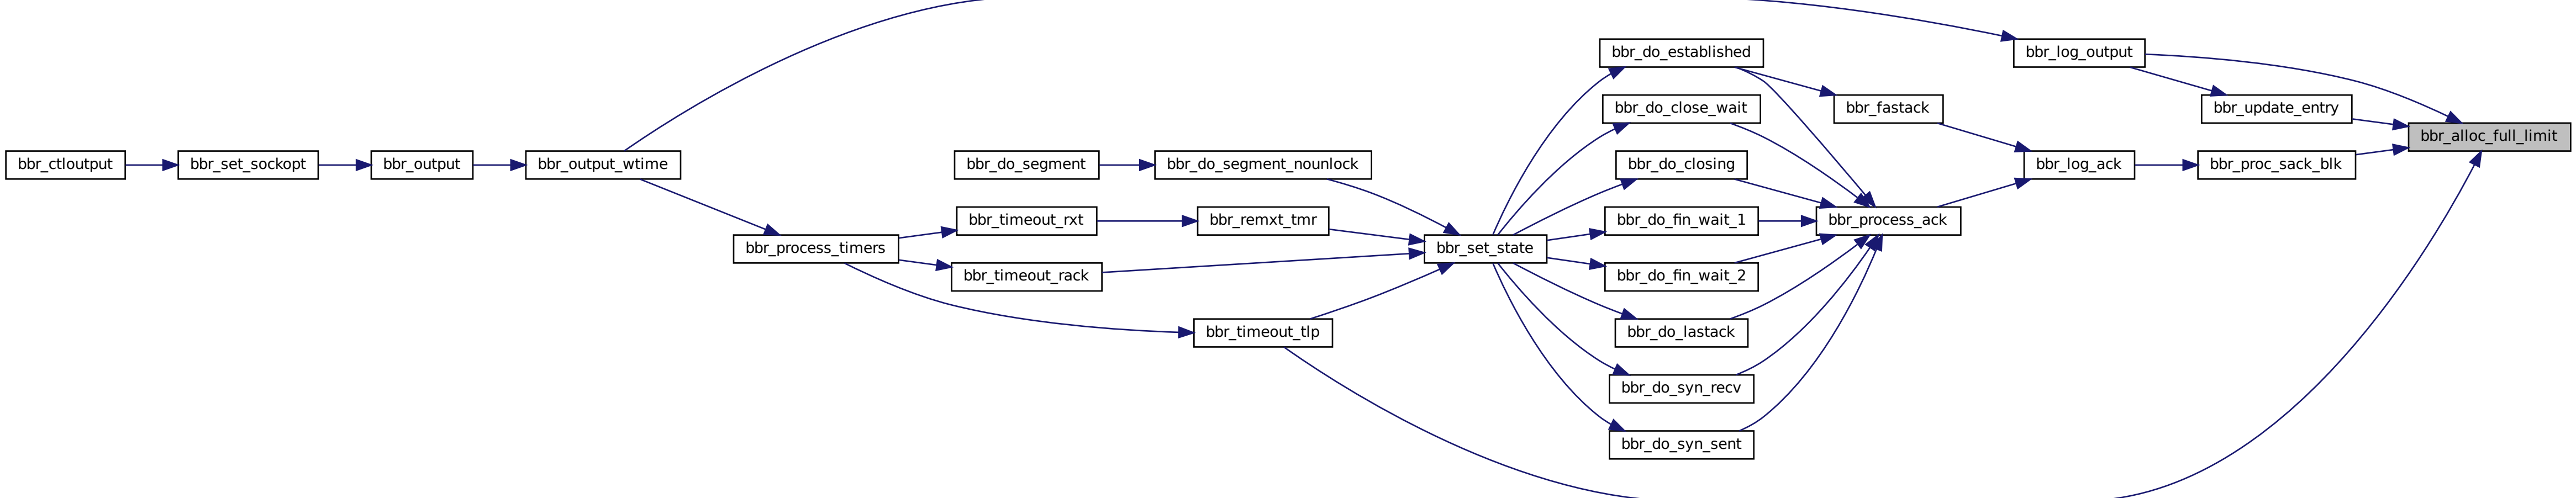 bbr_do_established
bbr_log_output
bbr_do_close_wait
bbr_fastack
bbr_update_entry
bbr_alloc_full_limit
bbr_ctloutput
bbr_set_sockopt
bbr_output
bbr_output_wtime
bbr_do_segment
bbr_do_segment_nounlock
bbr_do_closing
bbr_log_ack
bbr_proc_sack_blk
bbr_timeout_rxt
bbr_remxt_tmr
bbr_do_fin_wait_1
bbr_process_ack
bbr_process_timers
bbr_set_state
bbr_timeout_rack
bbr_do_fin_wait_2
bbr_timeout_tlp
bbr_do_lastack
bbr_do_syn_recv
bbr_do_syn_sent